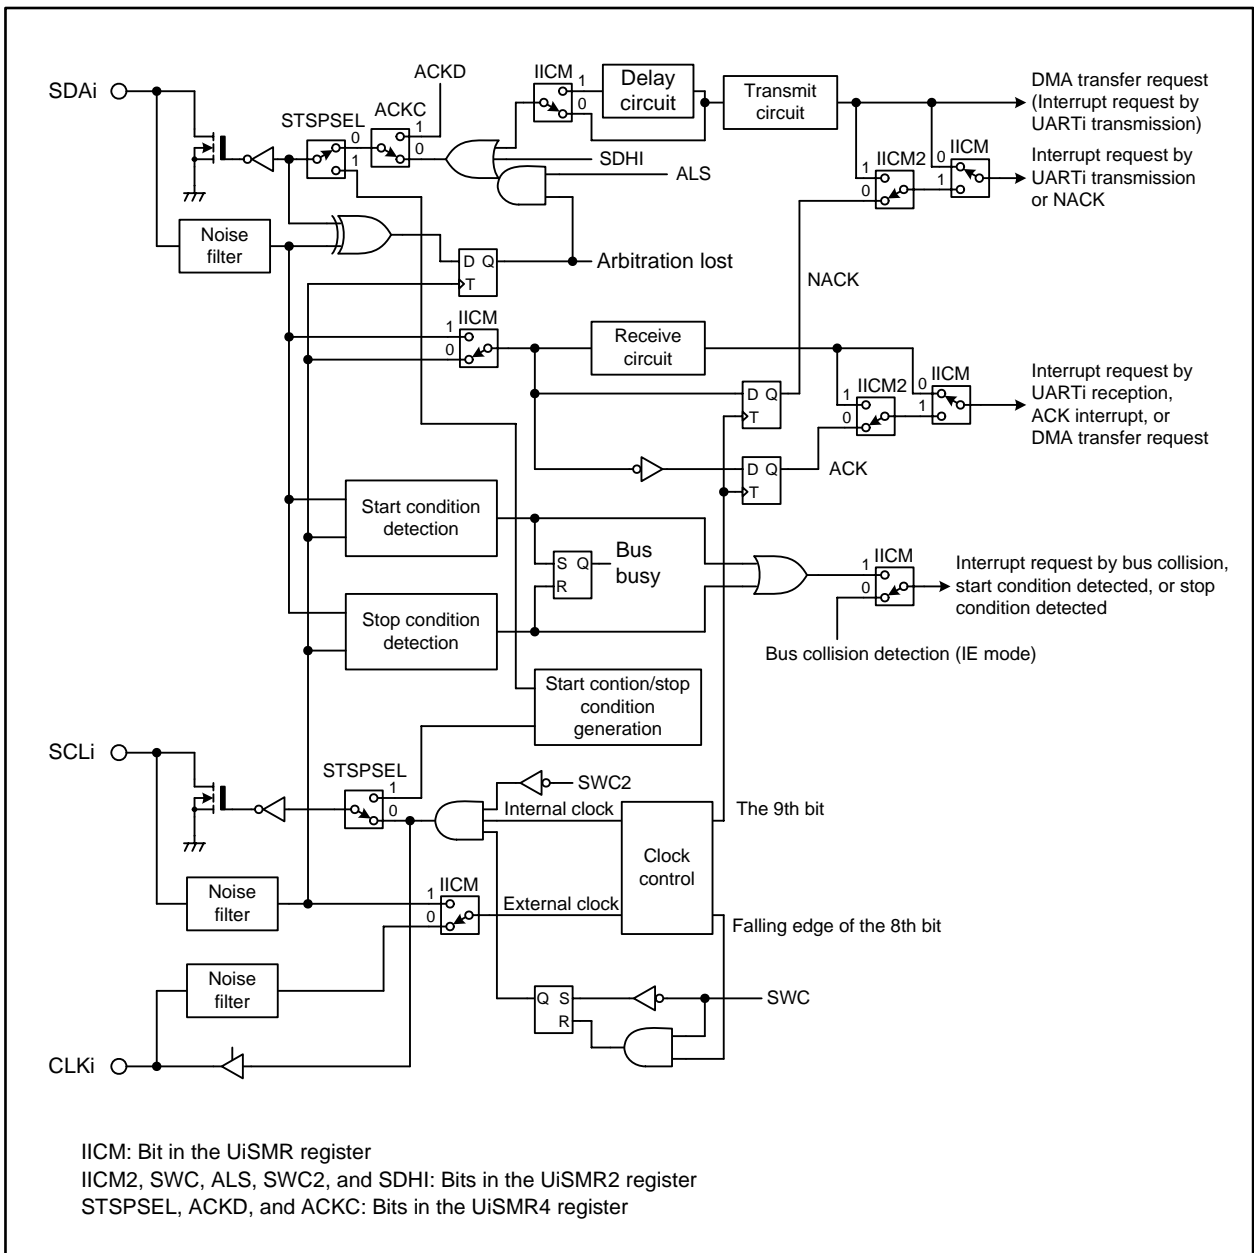 SDAi
ACKD
STSPSEL
ACKC
0
1
1
0
IICM
1
0
Delay
circuit
Transmit
circuit
SDHI
ALS
IICM2
1
0
IICM
0
1
DMA transfer request
(Interrupt request by
UARTi transmission)
Interrupt request by
UARTi transmission
or NACK
Noise
filter
D Q
T
Arbitration lost
NACK
IICM
1
0
Receive
circuit
D Q
T
IICM2
1
0
IICM
0
1
Interrupt request by
UARTi reception,
ACK interrupt, or
DMA transfer request
D Q
T
ACK
Start condition
detection
S Q
R
Bus
busy
Stop condition
detection
IICM
1
0
Interrupt request by bus collision,
start condition detected, or stop
condition detected
Bus collision detection (IE mode)
Start contion/stop
condition
generation
SCLi
STSPSEL
1
0
SWC2
Internal clock
Clock
control
The 9th bit
Noise
filter
IICM
1
0
External clock
Falling edge of the 8th bit
Noise
filter
Q S
R
SWC
CLKi
IICM: Bit in the UiSMR register
IICM2, SWC, ALS, SWC2, and SDHI: Bits in the UiSMR2 register
STSPSEL, ACKD, and ACKC: Bits in the UiSMR4 register